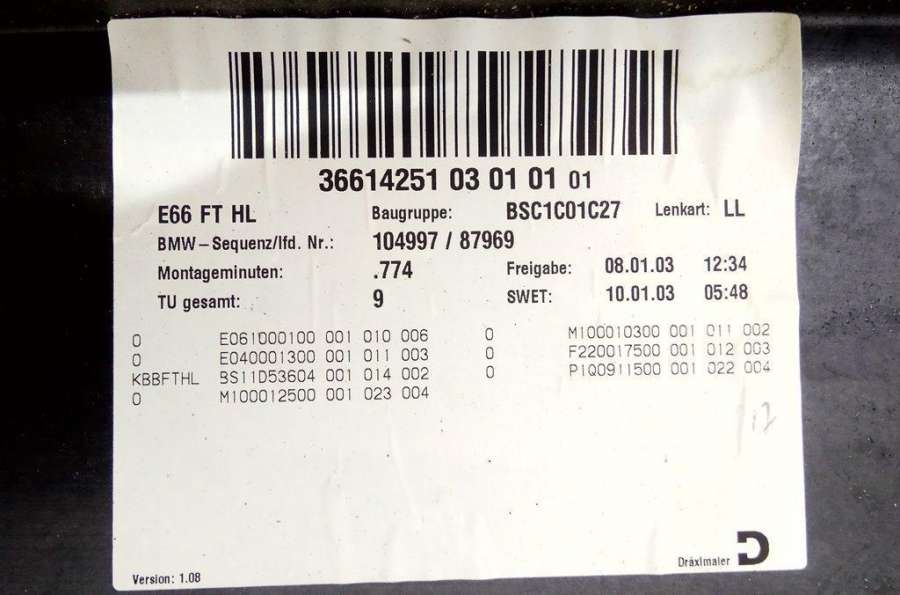 36614251 03 01 01 01
E66 FT HL Baugruppe: BSC1C01C27 Lenkart: LL
BMW-Sequenz/lfd. Nr.: 104997 / 87969
Montageminuten: .774 Freigabe: 08.01.03 12:34
TU gesamt: 9 SWET: 10.01.03 05:48
0 E061000100 001 010 006 0 M100010300 001 011 002
0 E040001300 001 011 003 F220017500 001 012 003
KBBFTHL BS11D53604 001 014 002 0 P1Q0911500 001 022 004
0 M100012500 001 023 004
17
Dräxlmaier D
Version: 1.08